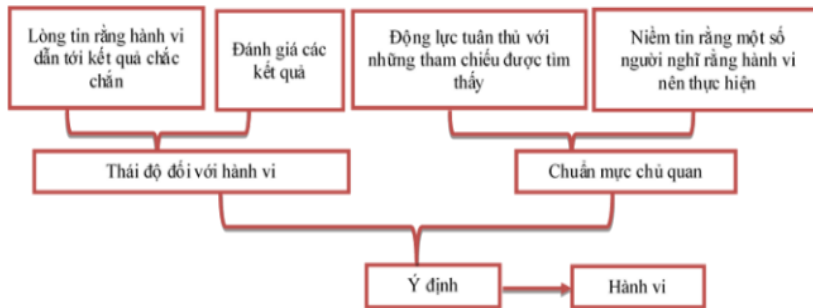 Lòng tin rằng hành vi
dẫn tới kết quả chắc
chắn
Đánh giá các
kết quả
Động lực tuân thủ với
những tham chiếu được tìm
thấy
Niềm tin rằng một số
người nghĩ rằng hành vi
nên thực hiện
Thái độ đối với hành vi
Chuẩn mực chủ quan
Ý định
Hành vi